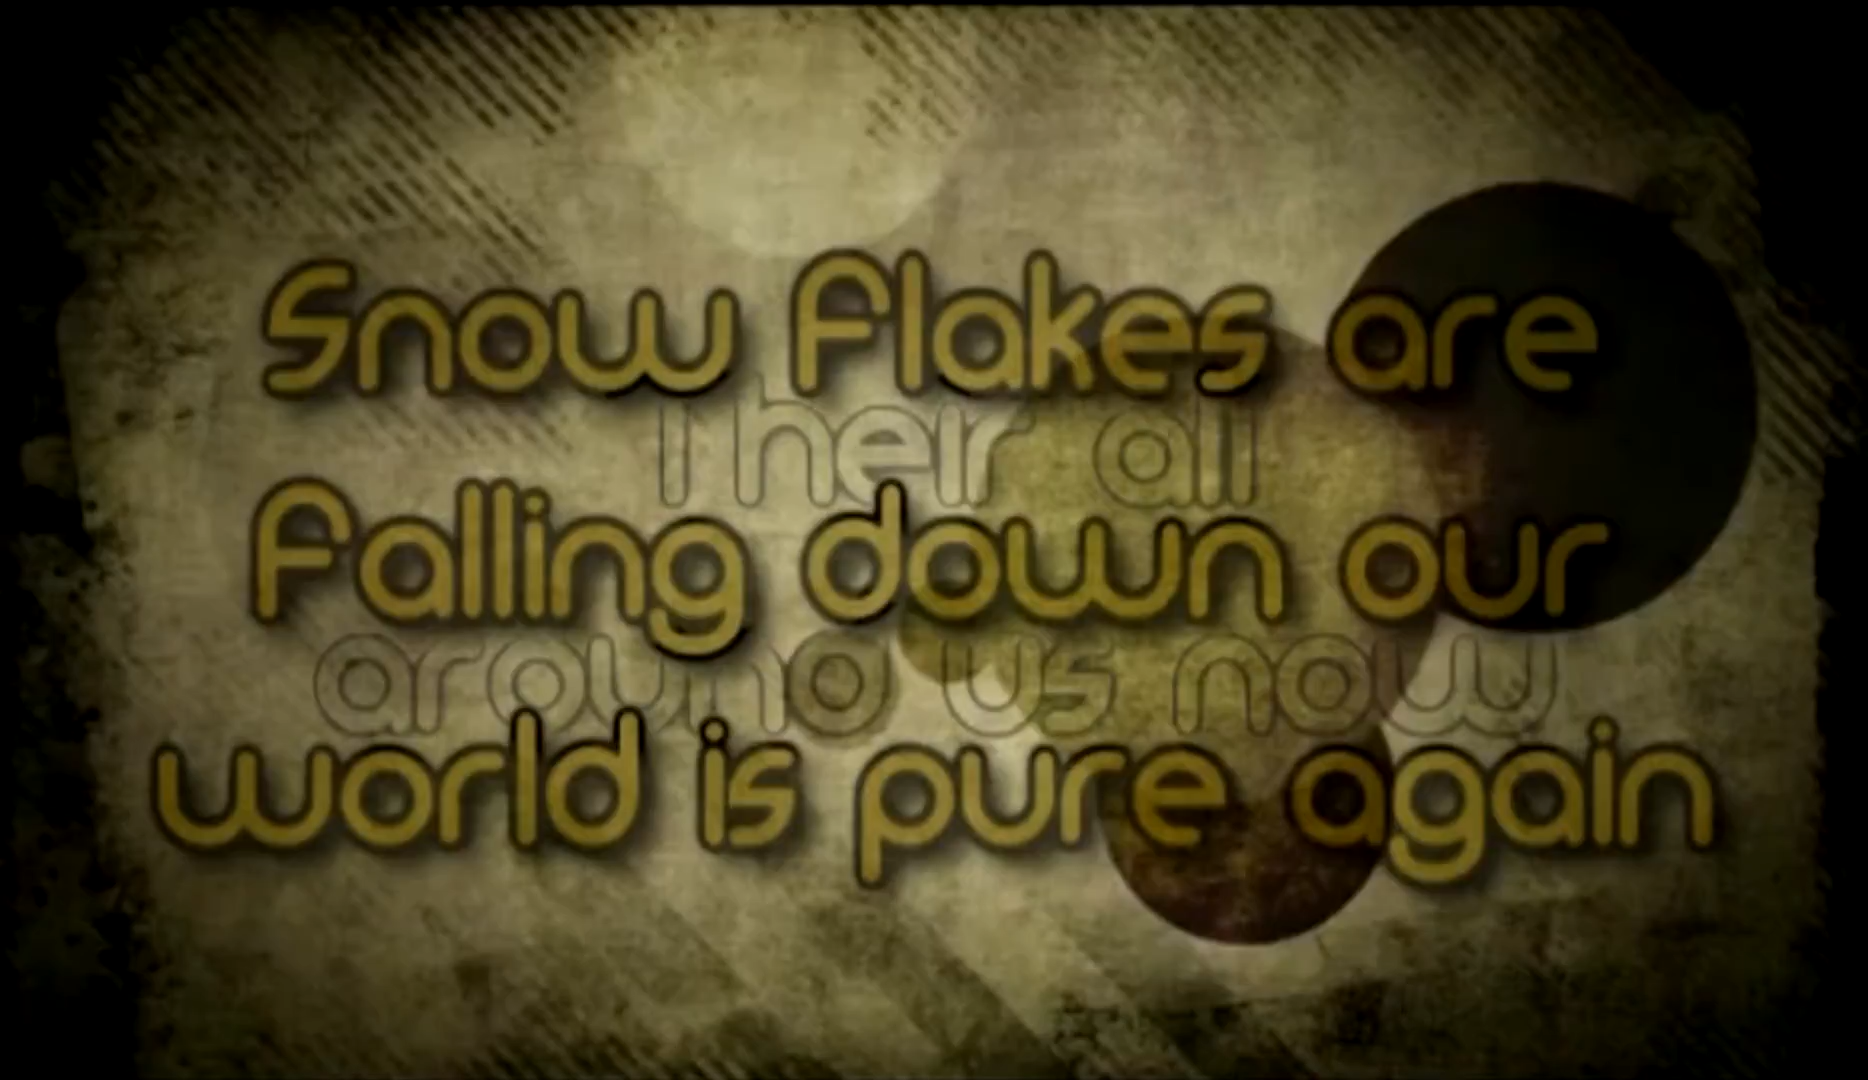 Snow flakes are
Their all
falling down our
around us now
world is pure again